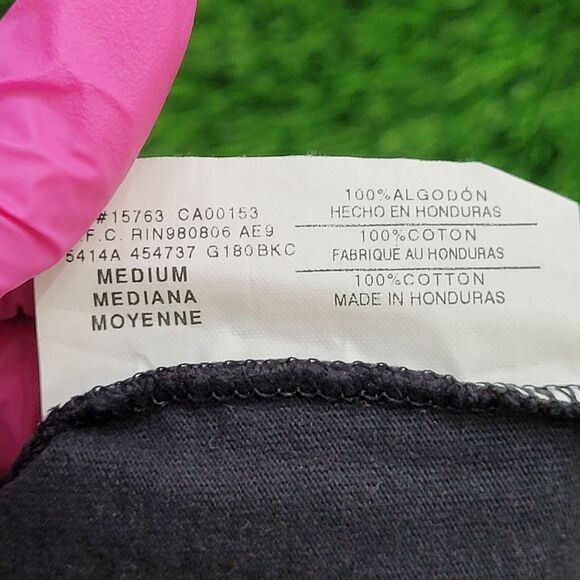 #15763 CA00153
.F.C. RIN980806 AE9
5414A 454737 G180BKC
MEDIUM
MEDIANA
MOYENNE
100%ALGODÓN
HECHO EN HONDURAS
100%COTON
FABRIQUÉ AU HONDURAS
100%COTTON
MADE IN HONDURAS